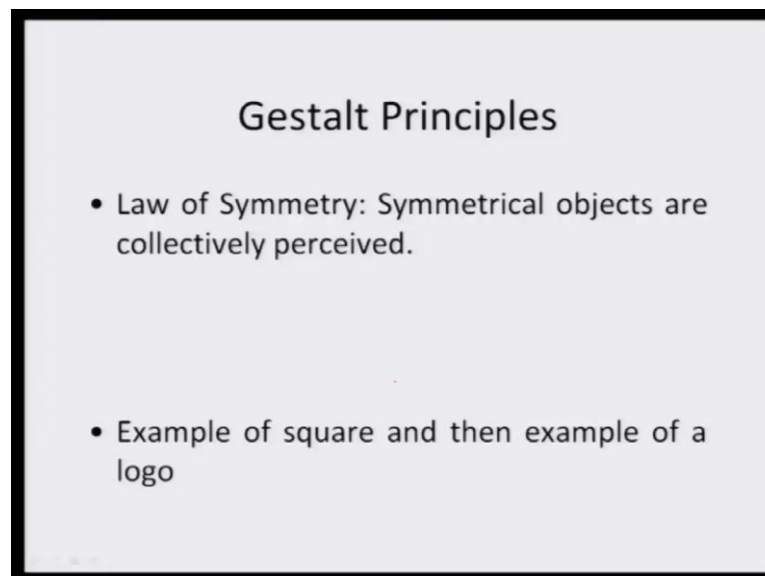 Gestalt Principles
• Law of Symmetry: Symmetrical objects are
collectively perceived.
• Example of square and then example of a
logo